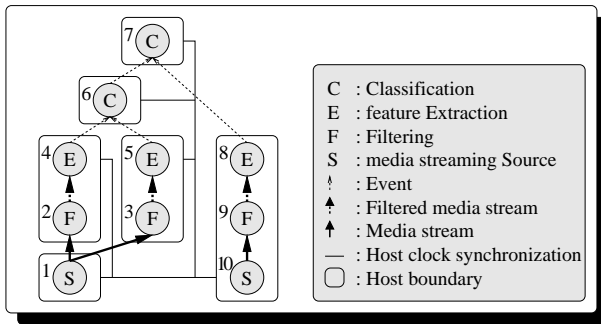 7 C
6 C
4 E
5 E
8 E
2 F
3 F
9 F
1 S
10 S
C : Classification
E : feature Extraction
F : Filtering
S : media streaming Source
: Event
: Filtered media stream
: Media stream
: Host clock synchronization
: Host boundary